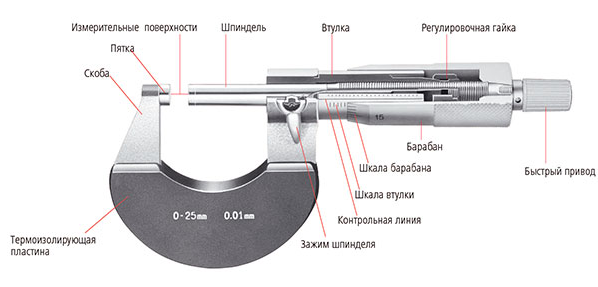 Измерительные поверхности
Шпиндель
Втулка
Регулировочная гайка
Пятка
Скоба
15
Барабан
Быстрый привод
Шкала барабана
Шкала втулки
Контрольная линия
Зажим шпинделя
0-25mm 0.01mm
Термоизолирующая
пластина